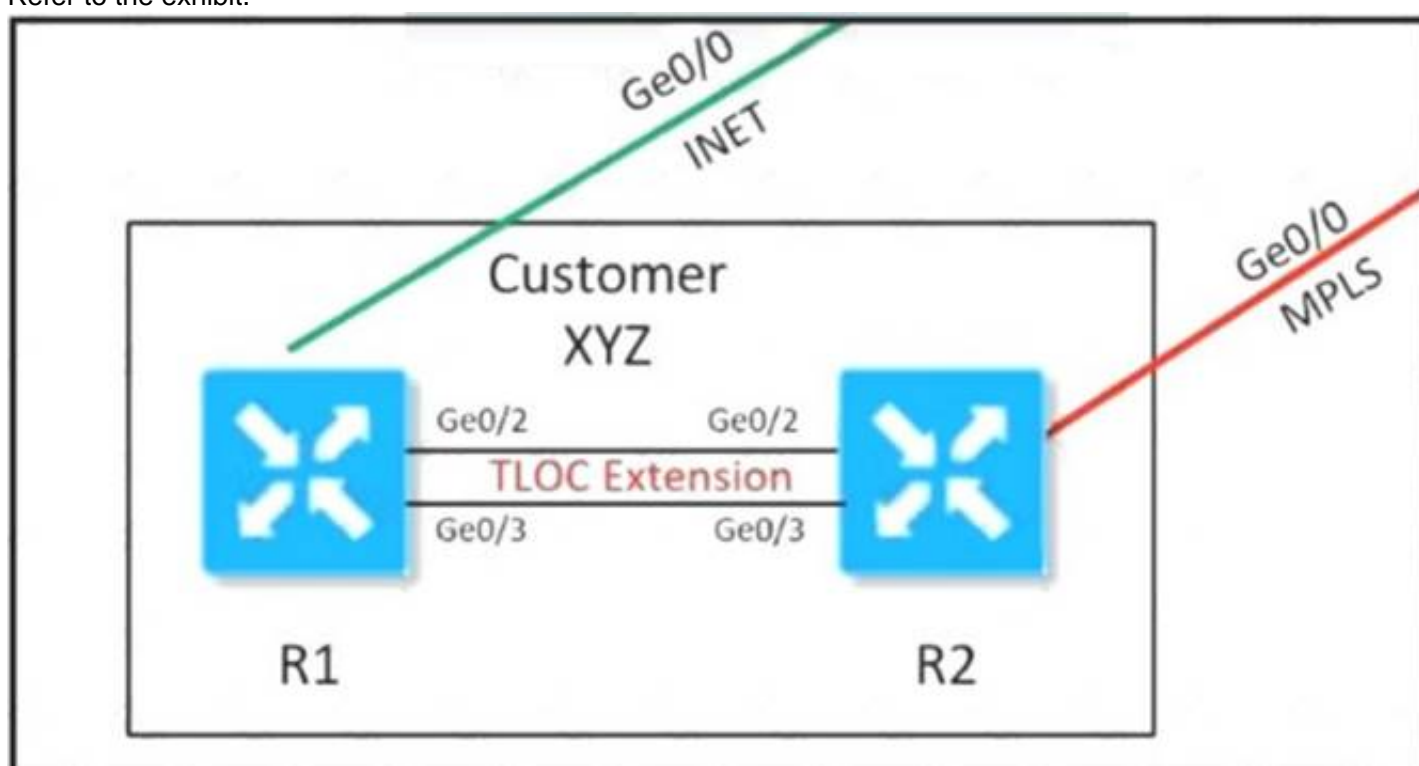 Refer to the exhibit.
Ge0/0
INET
Ge0/0
MPLS
Customer
XYZ
Ge0/2
Ge0/2
TLOC Extension
Ge0/3
Ge0/3
R1
R2